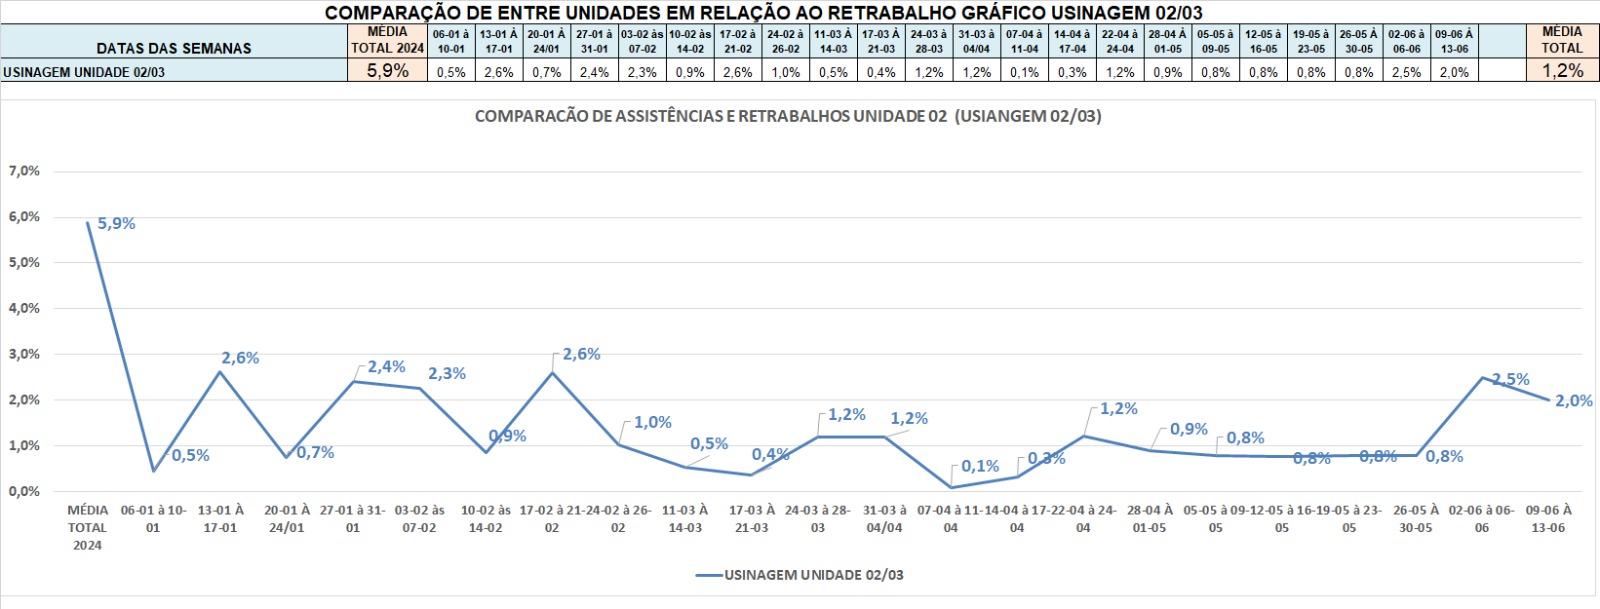 COMPARAÇÃO DE ENTRE UNIDADES EM RELAÇÃO AO RETRABALHO GRÁFICO USINAGEM 02/03
DATAS DAS SEMANAS MÉDIA TOTAL 2024 06-01 à 10-01 13-01 À 17-01 20-01 À 24/01 27-01 à 31-01 03-02 às 07-02 10-02 às 14-02 17-02 à 21-02 24-02 à 26-02 11-03 À 14-03 17-03 À 21-03 24-03 à 28-03 31-03 À 04/04 07-04 à 11-04 14-04 à 17-04 22-04 à 24-04 28-04 À 01-05 05-05 à 09-05 12-05 à 16-05 19-05 à 23-05 26-05 À 30-05 02-06 à 06-06 09-06 À 13-06 MÉDIA TOTAL
USINAGEM UNIDADE 02/03 5,9% 0,5% 2,6% 0,7% 2,4% 2,3% 0,9% 2,6% 1,0% 0,5% 0,4% 1,2% 1,2% 0,1% 0,3% 1,2% 0,9% 0,8% 0,8% 0,8% 0,8% 2,5% 2,0% 1,2%
COMPARACÃO DE ASSISTÊNCIAS E RETRABALHOS UNIDADE 02 (USIANGEM 02/03)
7,0%
6,0%
5,0%
4,0%
3,0%
2,0%
1,0%
0,0%
5,9% 0,5% 2,6% 0,7% 2,4% 2,3% 0,9% 2,6% 1,0% 0,5% 0,4% 1,2% 1,2% 0,1% 0,3% 1,2% 0,9% 0,8% 0,8% 0,8% 0,8% 2,5% 2,0%
MÉDIA 06-01 à 10- 13-01 À 20-01 À 27-01 à 31- 03-02 às 10-02 às 17-02 à 21- 24-02 à 26- 11-03 À 17-03 À 24-03 à 28- 31-03 À 07-04 à 11- 14-04 à 17- 22-04 à 24- 28-04 À 05-05 à 09- 12-05 à 16- 19-05 à 23- 26-05 À 02-06 à 06- 09-06 À
TOTAL 01 17-01 24/01 01 07-02 14-02 02 02 14-03 21-03 03 04/04 04 04 04 01-05 05 05 05 30-05 06 13-06
2024
USINAGEM UNIDADE 02/03